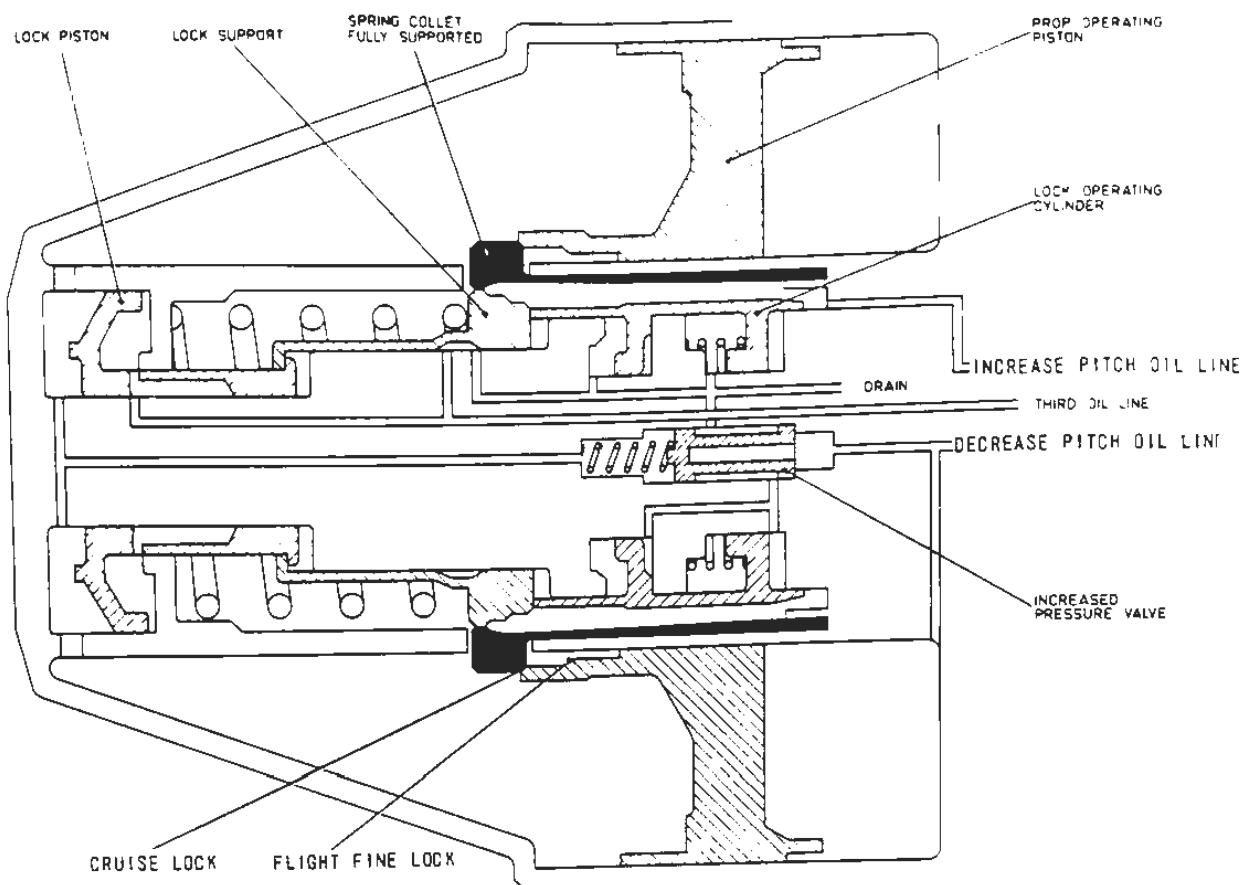 LOCK PISTON
LOCK SUPPORT
SPRING COLLET
FULLY SUPPORTED
PROP OPERATING
PISTON
LOCK OPERATING
CYLINDER
INCREASE PITCH OIL LINE
DRAIN
THIRD OIL LINE
DECREASE PITCH OIL LINE
INCREASED
PRESSURE VALVE
CRUISE LOCK
FLIGHT FINE LOCK